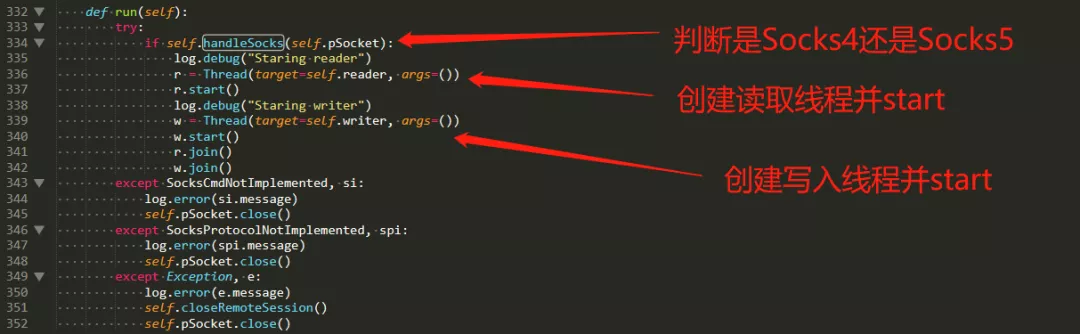 332 def run(self):
333 try:
334 if self.handleSocks(self.pSocket):
判断是Socks4还是Socks5
335 log.debug("Staring reader")
336 r = Thread(target=self.reader, args=())
337 r.start()
创建读取线程并start
338 log.debug("Staring writer")
339 w = Thread(target=self.writer, args=())
340 w.start()
341 r.join()
342 w.join()
创建写入线程并start
343 except SocksCmdNotImplemented, si:
344 log.error(si.message)
345 self.pSocket.close()
346 except SocksProtocolNotImplemented, spi:
347 log.error(spi.message)
348 self.pSocket.close()
349 except Exception, e:
350 log.error(e.message)
351 self.closeRemoteSession()
352 self.pSocket.close()